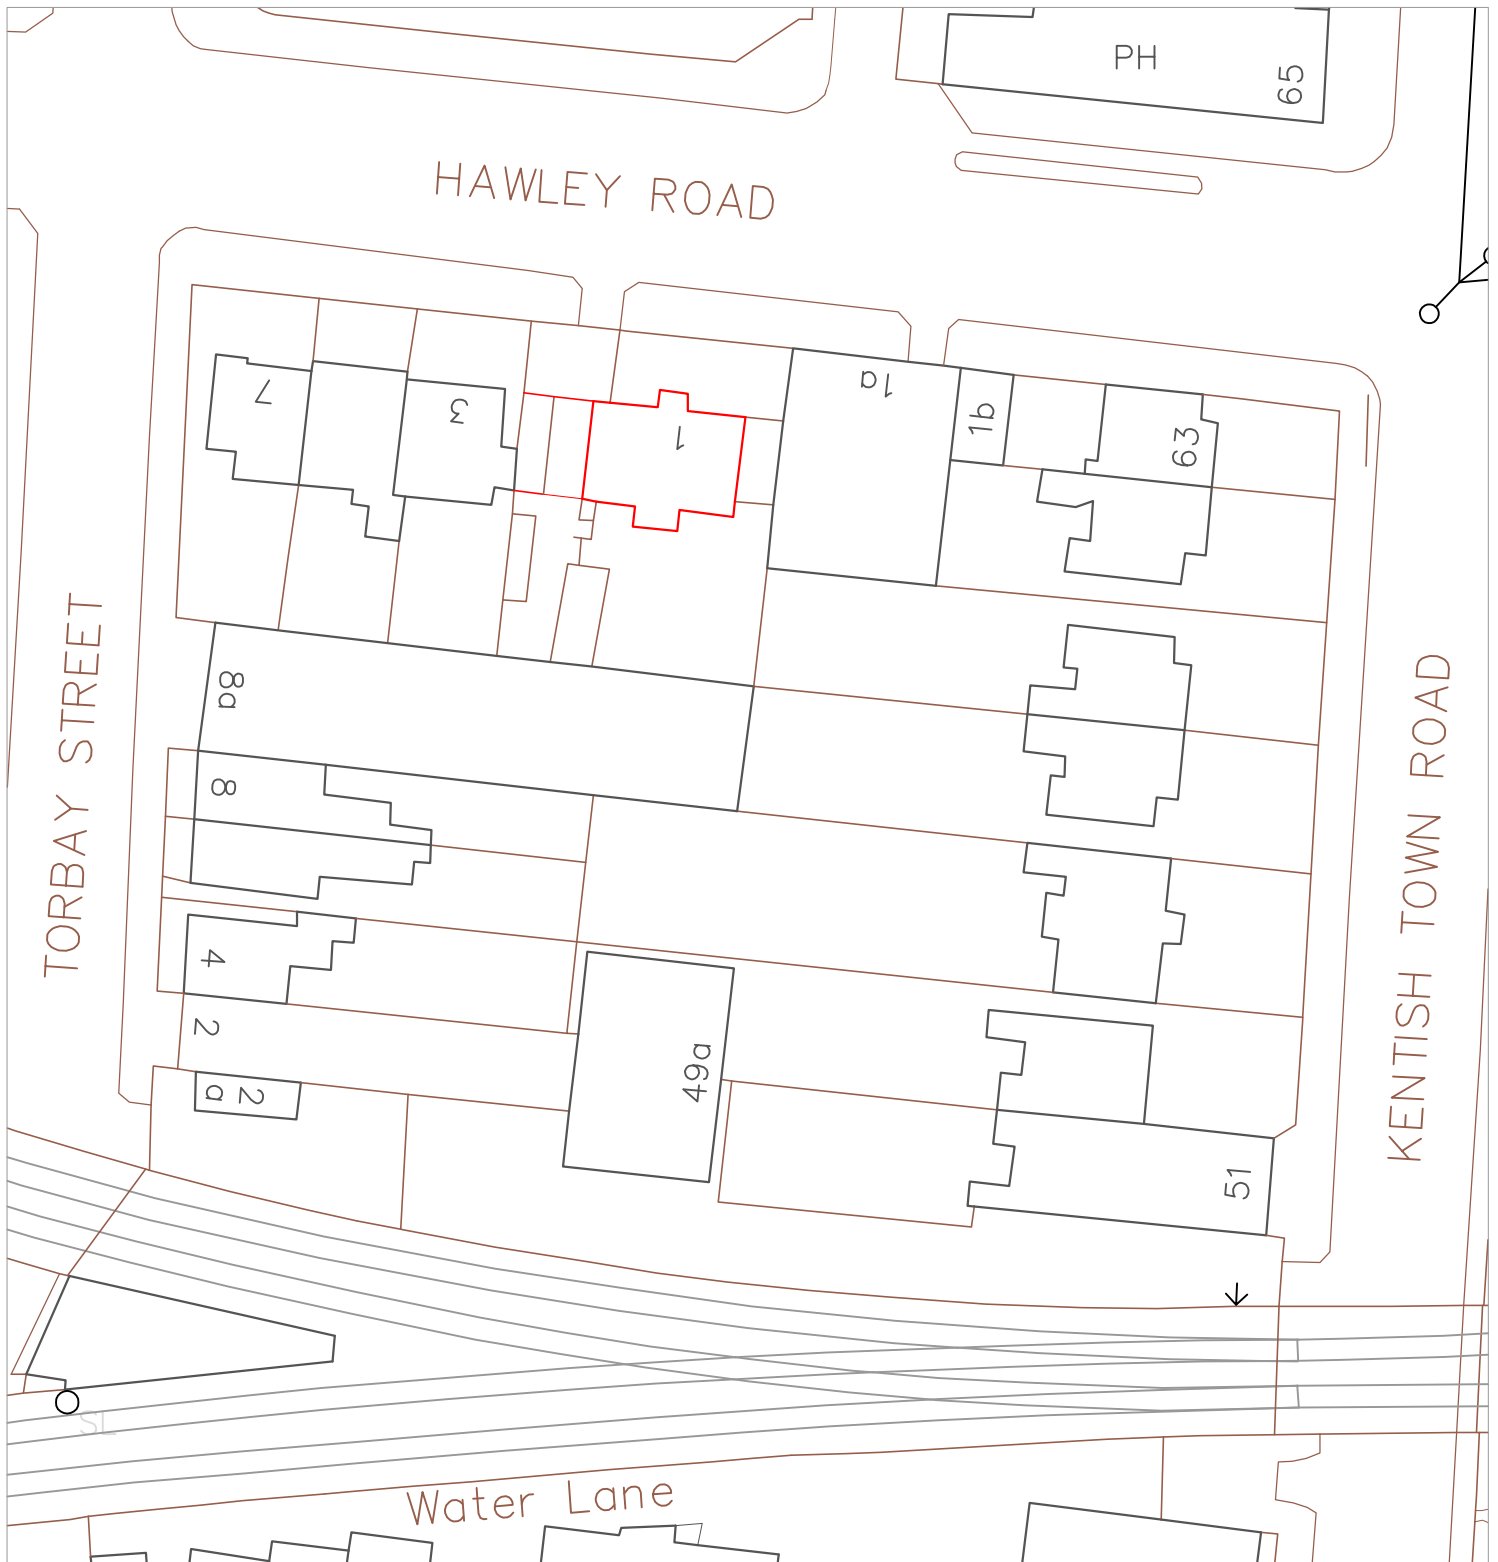 PH
65
HAWLEY ROAD
7
3
1
1a
1b
63
8a
8
4
2
2a
49a
51
TORBAY STREET
KENTISH TOWN ROAD
SL
Water Lane